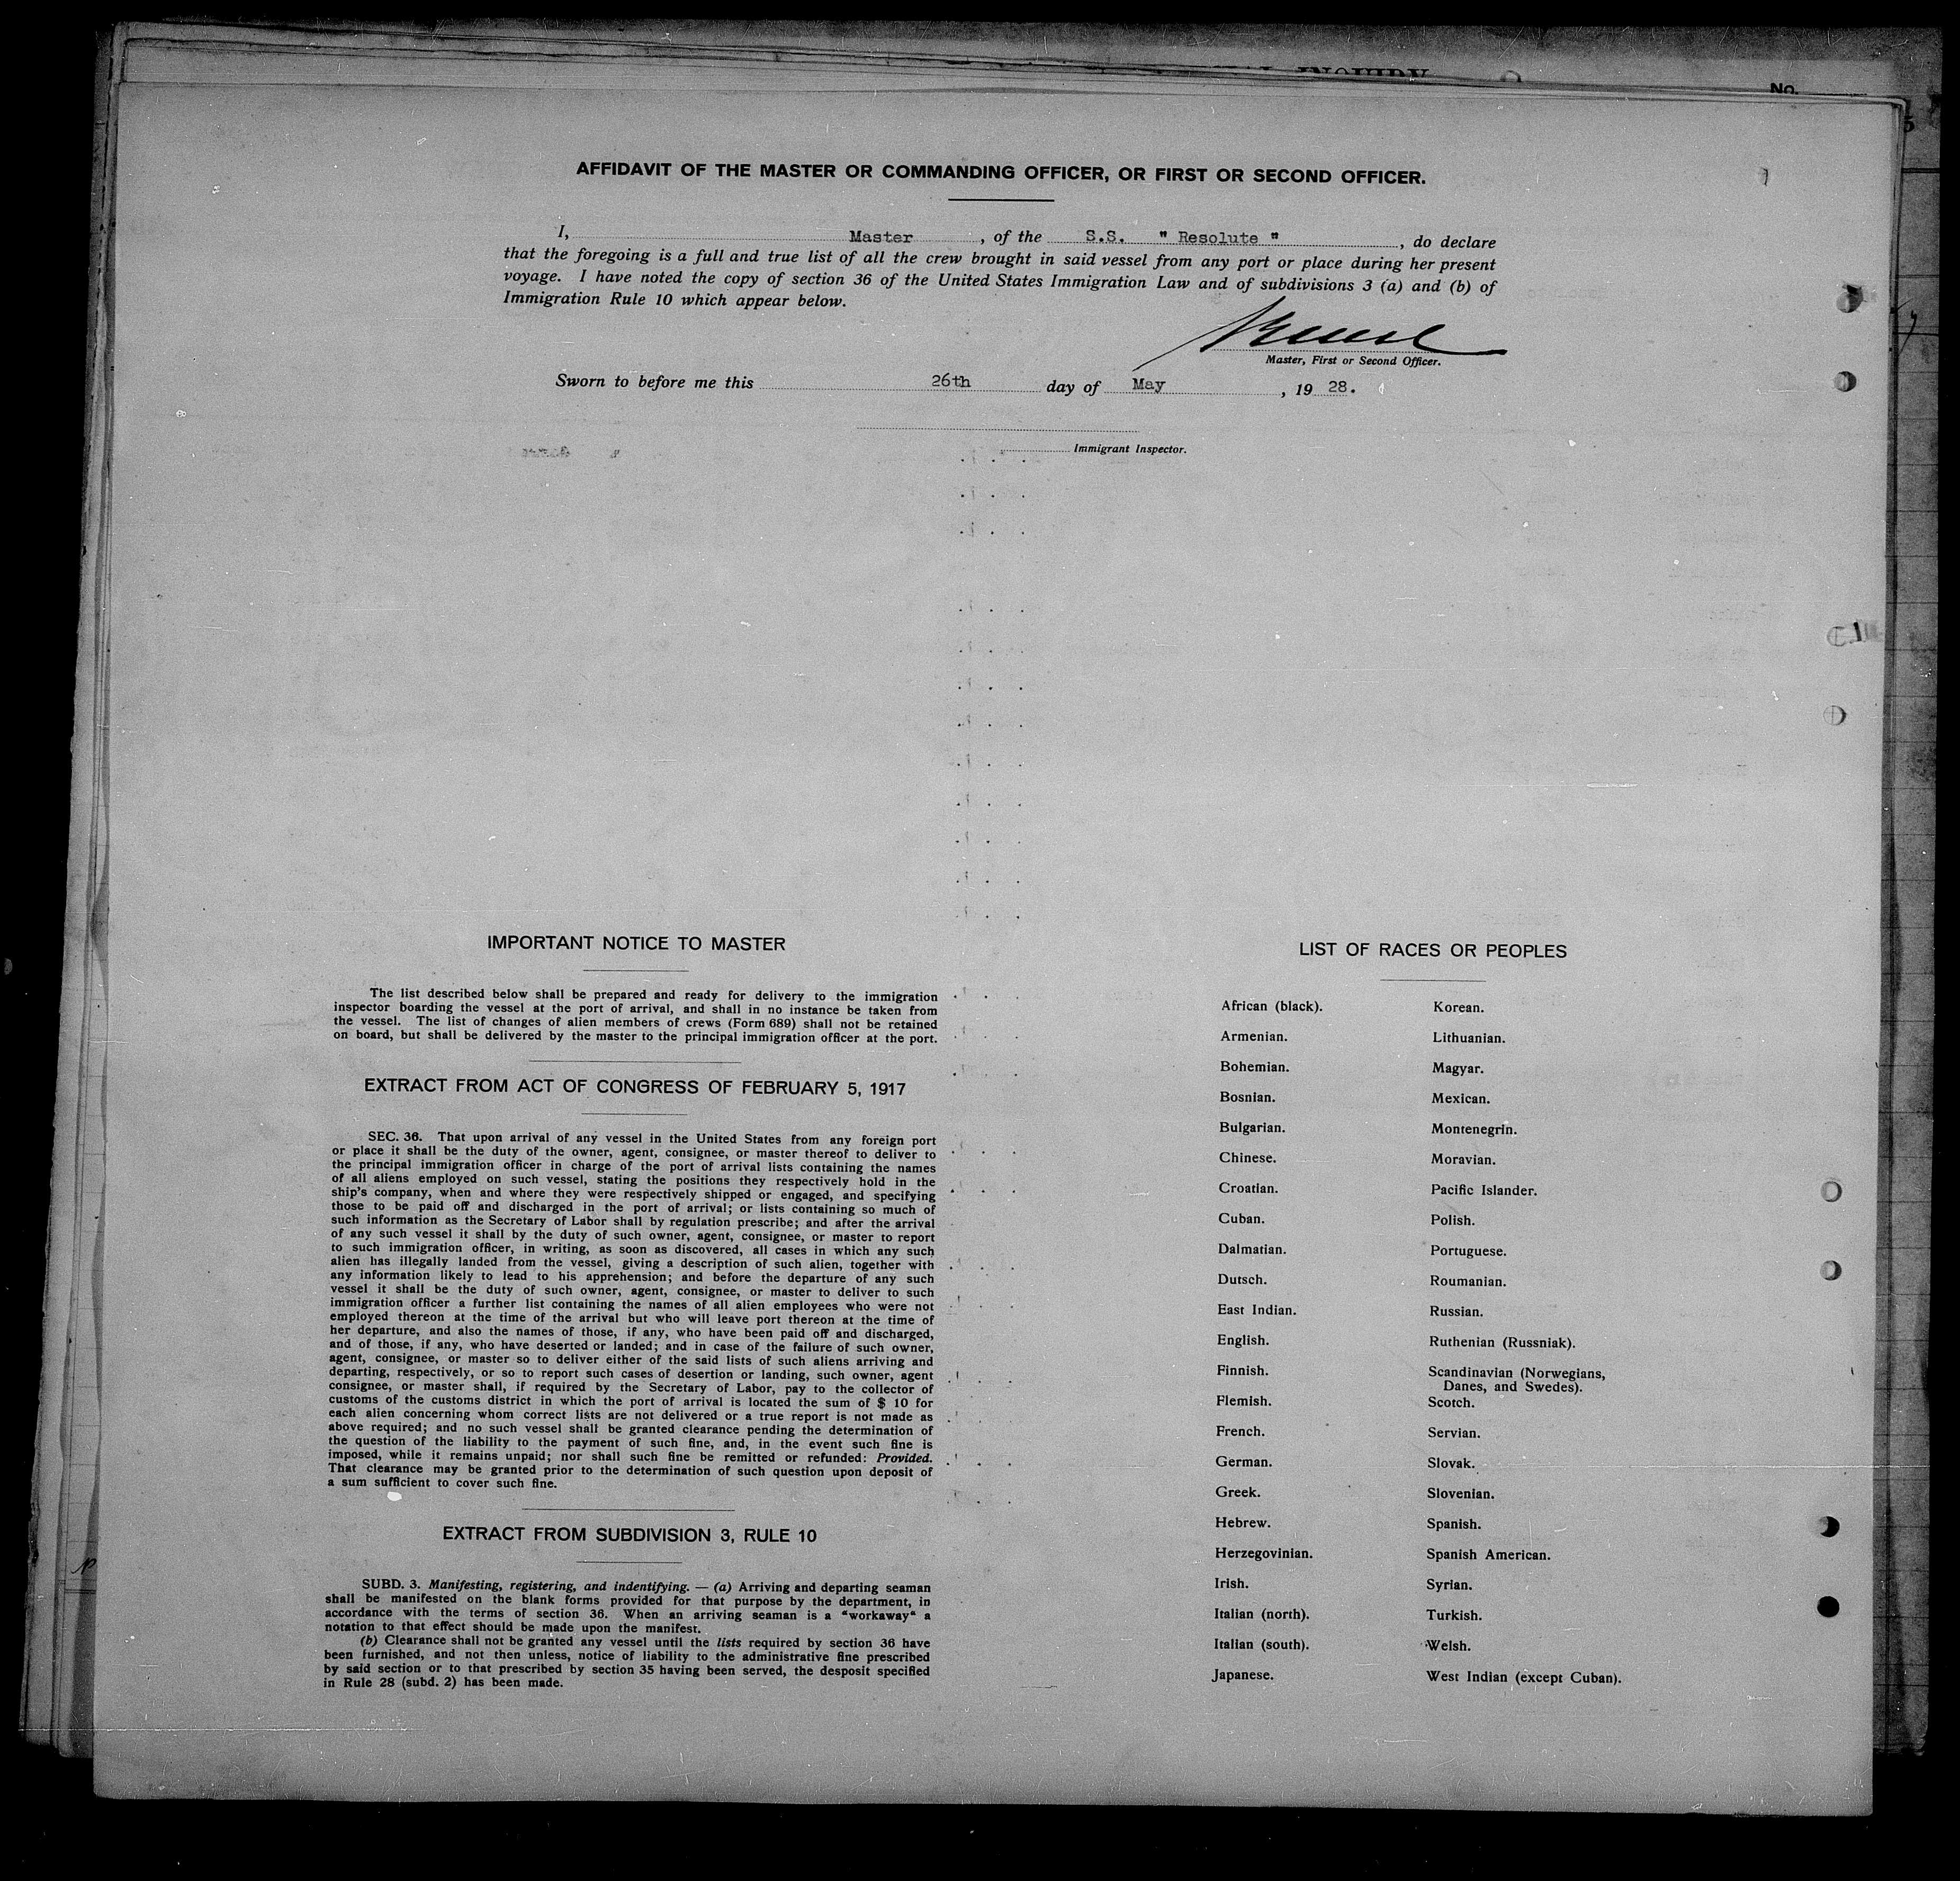 No.
AFFIDAVIT OF THE MASTER OR COMMANDING OFFICER, OR FIRST OR SECOND OFFICER.
I, Master, of the S.S. " Resolute ", do declare
that the foregoing is a full and true list of all the crew brought in said vessel from any port or place during her present
voyage. I have noted the copy of section 36 of the United States Immigration Law and of subdivisions 3 (a) and (b) of
Immigration Rule 10 which appear below.
Master, First or Second Officer.
Sworn to before me this 26th day of May, 19 28.
Immigrant Inspector.
IMPORTANT NOTICE TO MASTER
The list described below shall be prepared and ready for delivery to the immigration
inspector boarding the vessel at the port of arrival, and shall in no instance be taken from
the vessel. The list of changes of alien members of crews (Form 689) shall not be retained
on board, but shall be delivered by the master to the principal immigration officer at the port.
EXTRACT FROM ACT OF CONGRESS OF FEBRUARY 5, 1917
SEC. 36. That upon arrival of any vessel in the United States from any foreign port
or place it shall be the duty of the owner, agent, consignee, or master thereof to deliver to
the principal immigration officer in charge of the port of arrival lists containing the names
of all aliens employed on such vessel, stating the positions they respectively hold in the
ship's company, when and where they were respectively shipped or engaged, and specifying
those to be paid off and discharged in the port of arrival; or lists containing so much of
such information as the Secretary of Labor shall by regulation prescribe; and after the arrival
of any such vessel it shall by the duty of such owner, agent, consignee, or master to report
to such immigration officer, in writing, as soon as discovered, all cases in which any such
alien has illegally landed from the vessel, giving a description of such alien, together with
any information likely to lead to his apprehension; and before the departure of any such
vessel it shall be the duty of such owner, agent, consignee, or master to deliver to such
immigration officer a further list containing the names of all alien employees who were not
employed thereon at the time of the arrival but who will leave port thereon at the time of
her departure, and also the names of those, if any, who have been paid off and discharged,
and of those, if any, who have deserted or landed; and in case of the failure of such owner,
agent, consignee, or master so to deliver either of the said lists of such aliens arriving and
departing, respectively, or so to report such cases of desertion or landing, such owner, agent
consignee, or master shall, if required by the Secretary of Labor, pay to the collector of
customs of the customs district in which the port of arrival is located the sum of $ 10 for
each alien concerning whom correct lists are not delivered or a true report is not made as
above required; and no such vessel shall be granted clearance pending the determination of
the question of the liability to the payment of such fine, and, in the event such fine is
imposed, while it remains unpaid; nor shall such fine be remitted or refunded: Provided.
That clearance may be granted prior to the determination of such question upon deposit of
a sum sufficient to cover such fine.
EXTRACT FROM SUBDIVISION 3, RULE 10
SUBD. 3. Manifesting, registering, and indentifying. — (a) Arriving and departing seaman
shall be manifested on the blank forms provided for that purpose by the department, in
accordance with the terms of section 36. When an arriving seaman is a "workaway" a
notation to that effect should be made upon the manifest.
(b) Clearance shall not be granted any vessel until the lists required by section 36 have
been furnished, and not then unless, notice of liability to the administrative fine prescribed
by said section or to that prescribed by section 35 having been served, the desposit specified
in Rule 28 (subd. 2) has been made.
LIST OF RACES OR PEOPLES
African (black).
Armenian.
Bohemian.
Bosnian.
Bulgarian.
Chinese.
Croatian.
Cuban.
Dalmatian.
Dutsch.
East Indian.
English.
Finnish.
Flemish.
French.
German.
Greek.
Hebrew.
Herzegovinian.
Irish.
Italian (north).
Italian (south).
Japanese.
Korean.
Lithuanian.
Magyar.
Mexican.
Montenegrin.
Moravian.
Pacific Islander.
Polish.
Portuguese.
Roumanian.
Russian.
Ruthenian (Russniak).
Scandinavian (Norwegians,
Danes, and Swedes).
Scotch.
Servian.
Slovak.
Slovenian.
Spanish.
Spanish American.
Syrian.
Turkish.
Welsh.
West Indian (except Cuban).